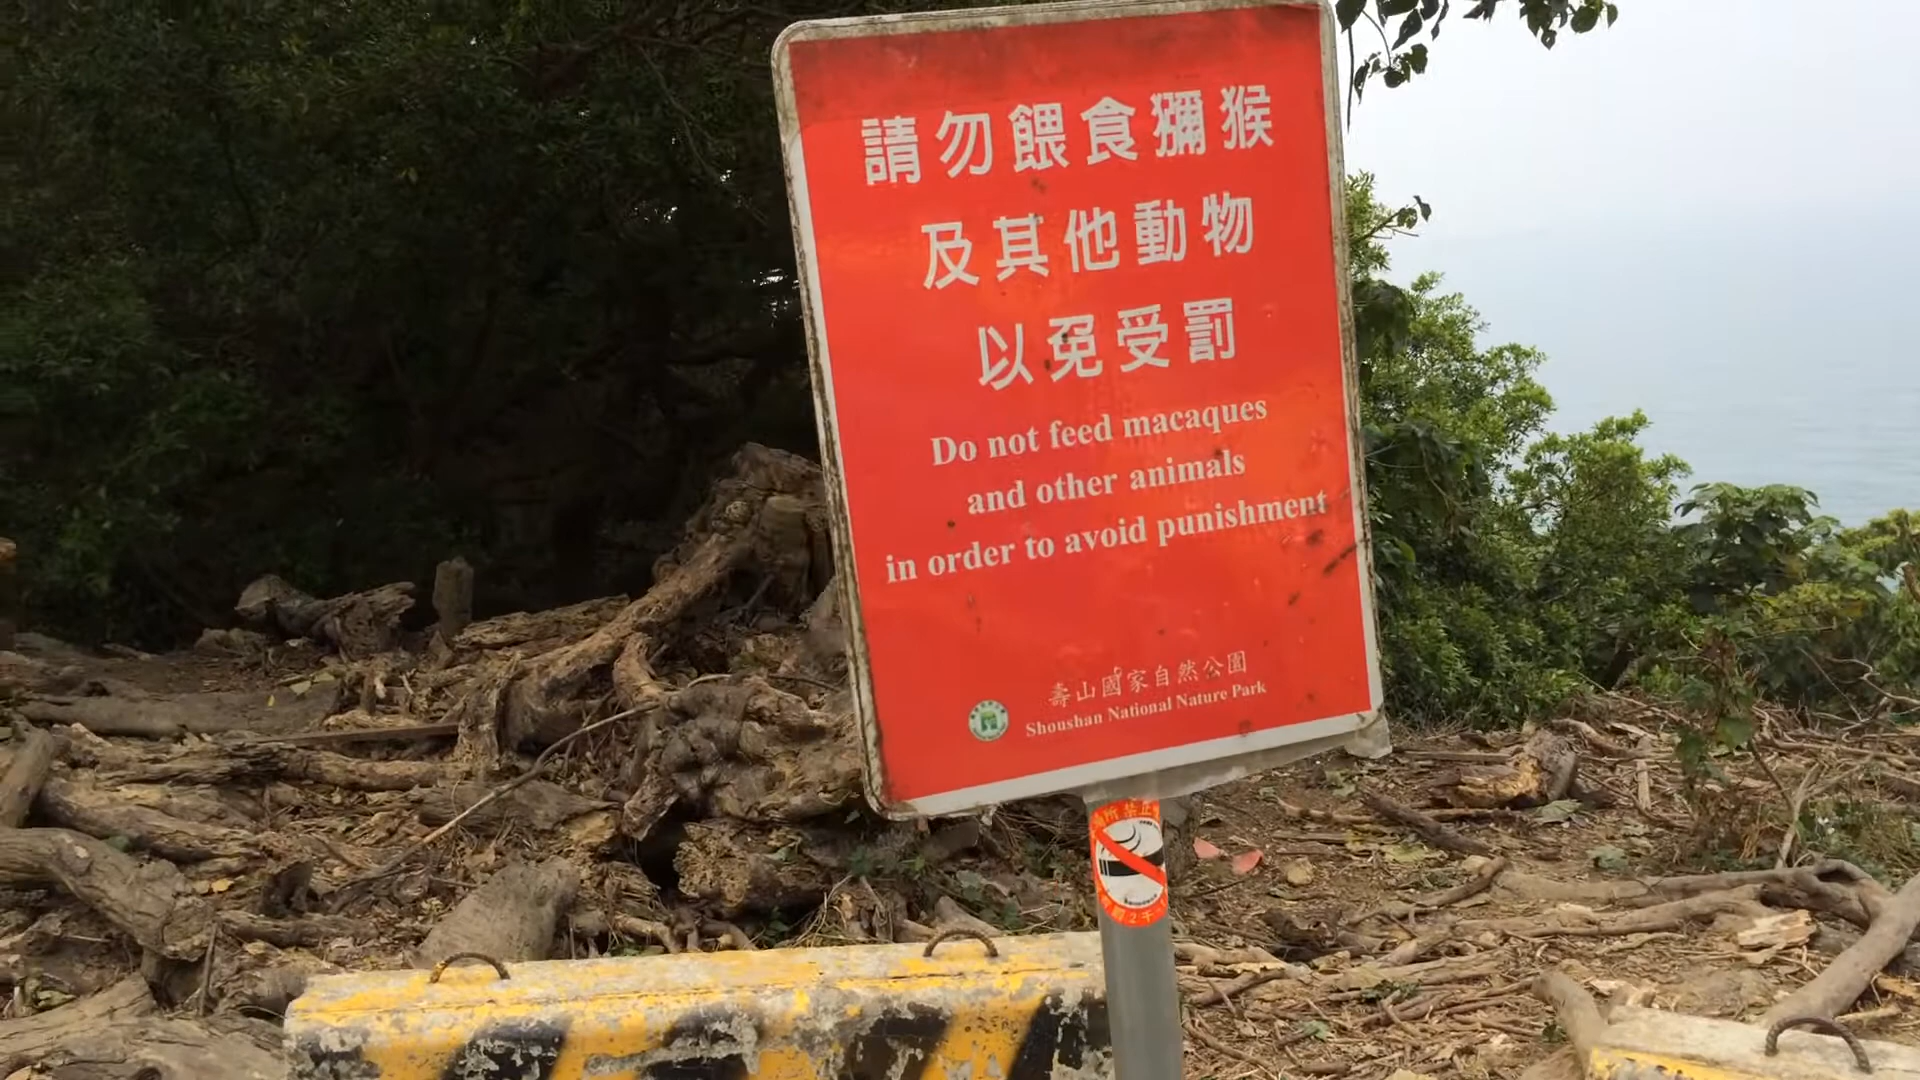 請勿餵食獼猴
及其他動物
以免受罰
Do not feed macaques
and other animals
in order to avoid punishment
壽山國家自然公園
Shoushan National Nature Park